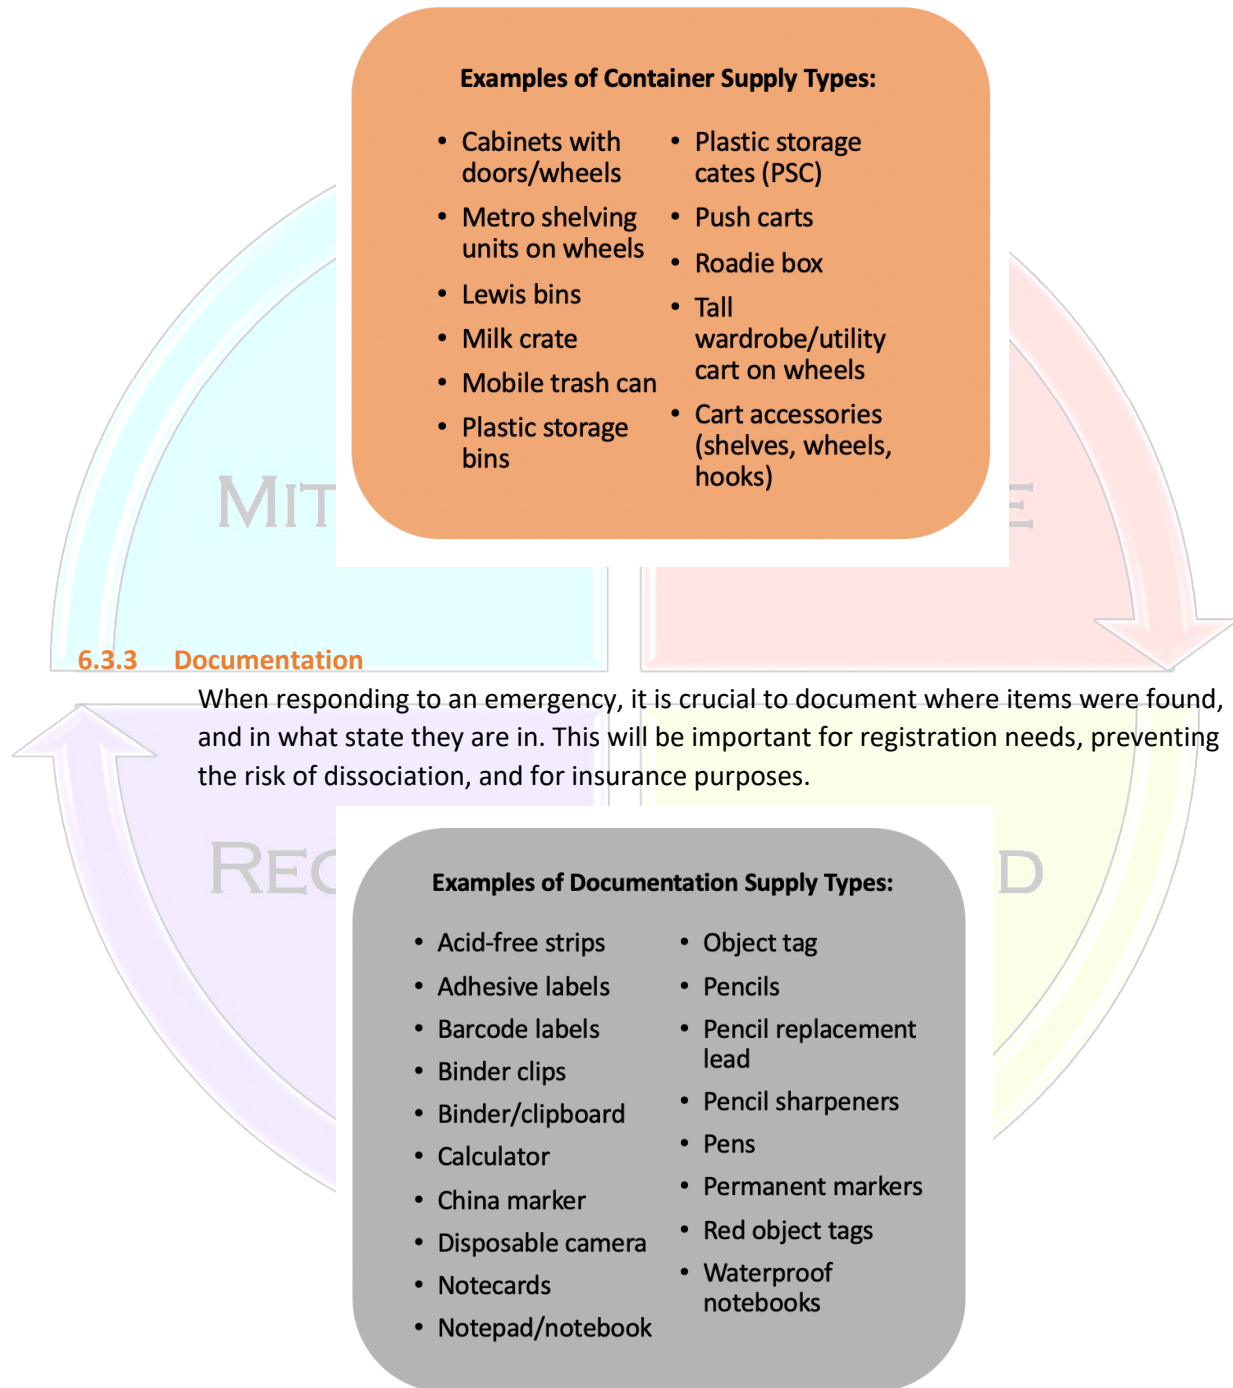 Examples of Container Supply Types:
• Cabinets with
doors/wheels
• Metro shelving
units on wheels
• Lewis bins
• Milk crate
• Mobile trash can
• Plastic storage
bins
• Plastic storage
cates (PSC)
• Push carts
• Roadie box
• Tall
wardrobe/utility
cart on wheels
• Cart accessories
(shelves, wheels,
hooks)
MIT
E
6.3.3 Documentation
When responding to an emergency, it is crucial to document where items were found,
and in what state they are in. This will be important for registration needs, preventing
the risk of dissociation, and for insurance purposes.
REC
D
Examples of Documentation Supply Types:
• Acid-free strips
• Adhesive labels
• Barcode labels
• Binder clips
• Binder/clipboard
• Calculator
• China marker
• Disposable camera
• Notecards
• Notepad/notebook
• Object tag
• Pencils
• Pencil replacement
lead
• Pencil sharpeners
• Pens
• Permanent markers
• Red object tags
• Waterproof
notebooks